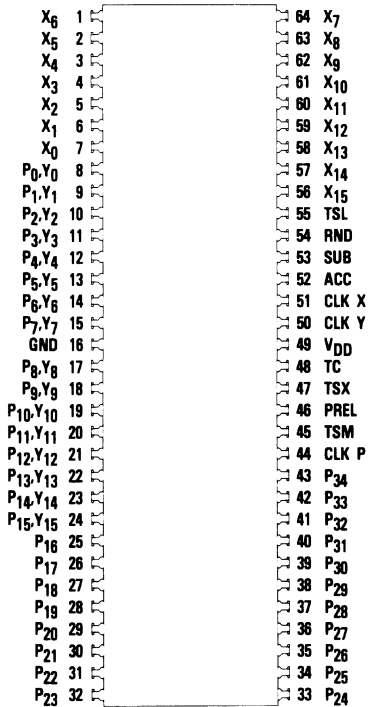 X6 1 64 X7
X5 2 63 X8
X4 3 62 X9
X3 4 61 X10
X2 5 60 X11
X1 6 59 X12
X0 7 58 X13
P0,Y0 8 57 X14
P1,Y1 9 56 X15
P2,Y2 10 55 TSL
P3,Y3 11 54 RND
P4,Y4 12 53 SUB
P5,Y5 13 52 ACC
P6,Y6 14 51 CLK X
P7,Y7 15 50 CLK Y
GND 16 49 VDD
P8,Y8 17 48 TC
P9,Y9 18 47 TSX
P10,Y10 19 46 PREL
P11,Y11 20 45 TSM
P12,Y12 21 44 CLK P
P13,Y13 22 43 P34
P14,Y14 23 42 P33
P15,Y15 24 41 P32
P16 25 40 P31
P17 26 39 P30
P18 27 38 P29
P19 28 37 P28
P20 29 36 P27
P21 30 35 P26
P22 31 34 P25
P23 32 33 P24